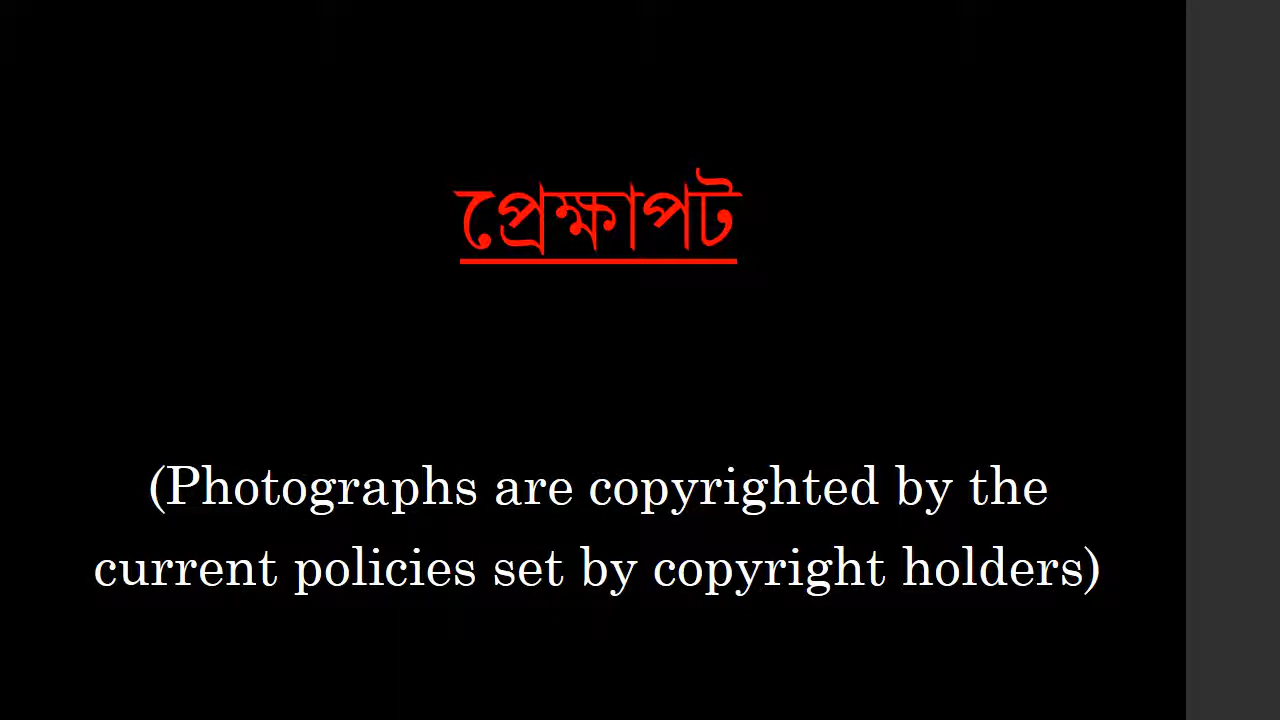 প্রেক্ষাপট
(Photographs are copyrighted by the
current policies set by copyright holders)